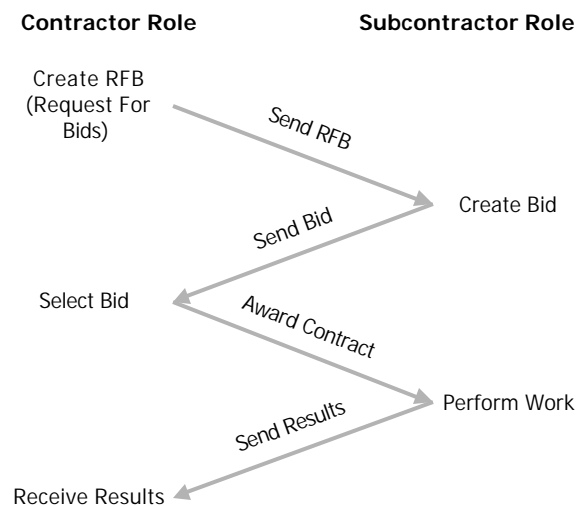 Contractor Role
Subcontractor Role
Create RFB
(Request For
Bids)
Send RFB
Create Bid
Send Bid
Select Bid
Award Contract
Perform Work
Send Results
Receive Results